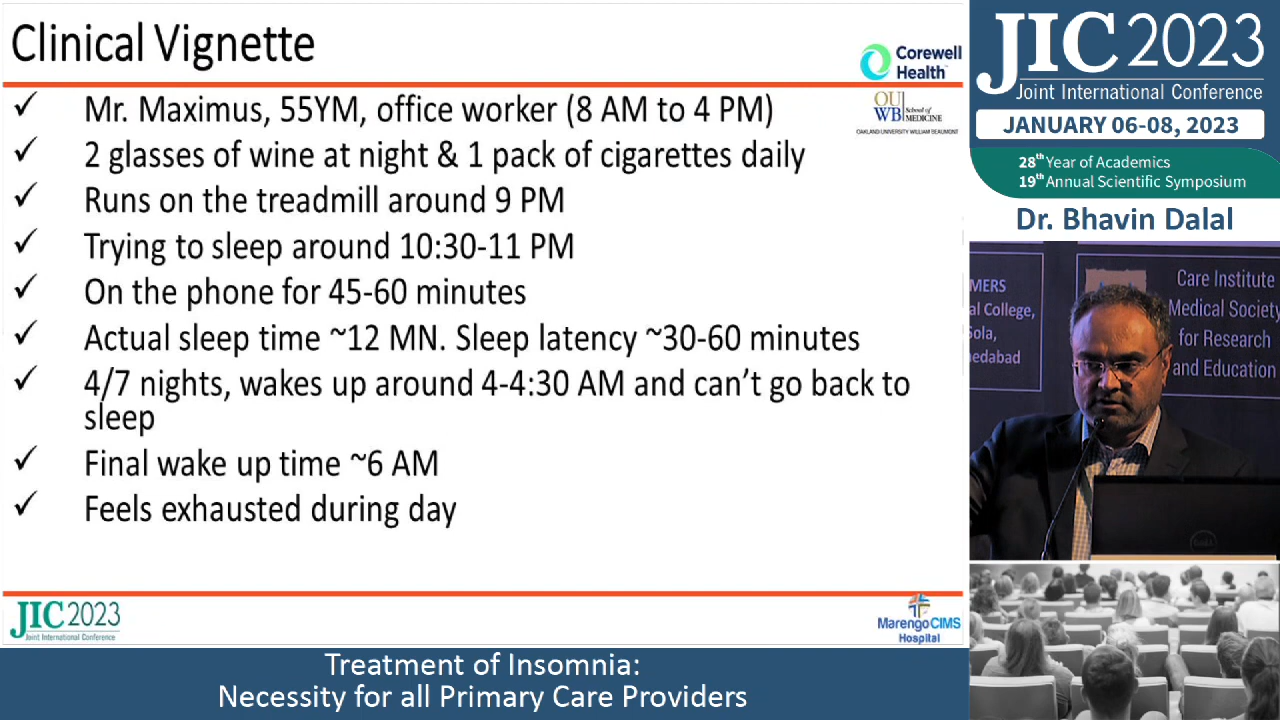 Clinical Vignette
Corewell
Health™
OU
WB School of
MEDICINE
OAKLAND UNIVERSITY WILLIAM BEAUMONT
✓ Mr. Maximus, 55YM, office worker (8 AM to 4 PM)
✓ 2 glasses of wine at night & 1 pack of cigarettes daily
✓ Runs on the treadmill around 9 PM
✓ Trying to sleep around 10:30-11 PM
✓ On the phone for 45-60 minutes
✓ Actual sleep time ~12 MN. Sleep latency ~30-60 minutes
✓ 4/7 nights, wakes up around 4-4:30 AM and can’t go back to
sleep
✓ Final wake up time ~6 AM
✓ Feels exhausted during day
JIC 2023
Joint International Conference
Marengo CIMS
Hospital
Treatment of Insomnia:
Necessity for all Primary Care Providers
JIC 2023
Joint International Conference
JANUARY 06-08, 2023
28th Year of Academics
19th Annual Scientific Symposium
Dr. Bhavin Dalal
MERS
al College,
Sola,
medabad
Care Institute
Medical Society
for Research
and Education
DELL